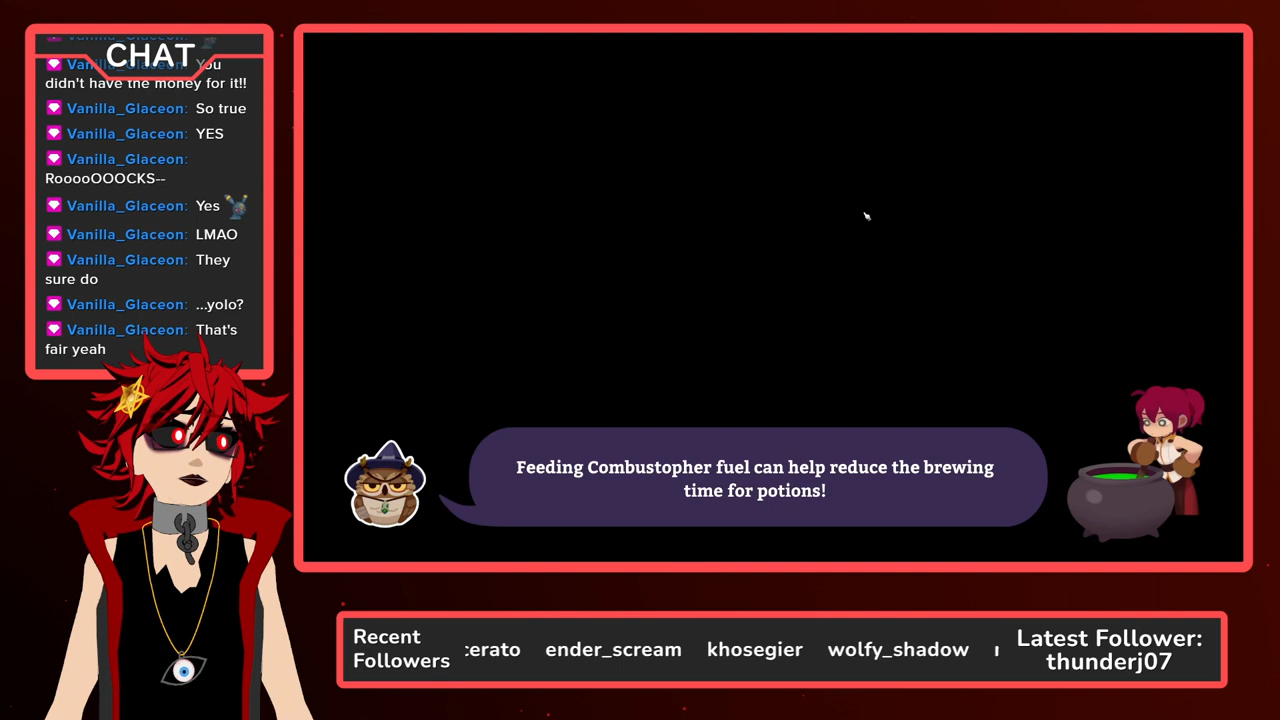 CHAT
Vanilla_Glaceon: You
didn't have the money for it!!
Vanilla_Glaceon: So true
Vanilla_Glaceon: YES
Vanilla_Glaceon:
RooooOOOCKS--
Vanilla_Glaceon: Yes
Vanilla_Glaceon: LMAO
Vanilla_Glaceon: They
sure do
Vanilla_Glaceon: ...yolo?
Vanilla_Glaceon: That's
fair yeah
Feeding Combustopher fuel can help reduce the brewing
time for potions!
Recent
Followers
:erato ender_scream khosegier wolfy_shadow
Latest Follower:
thunderj07